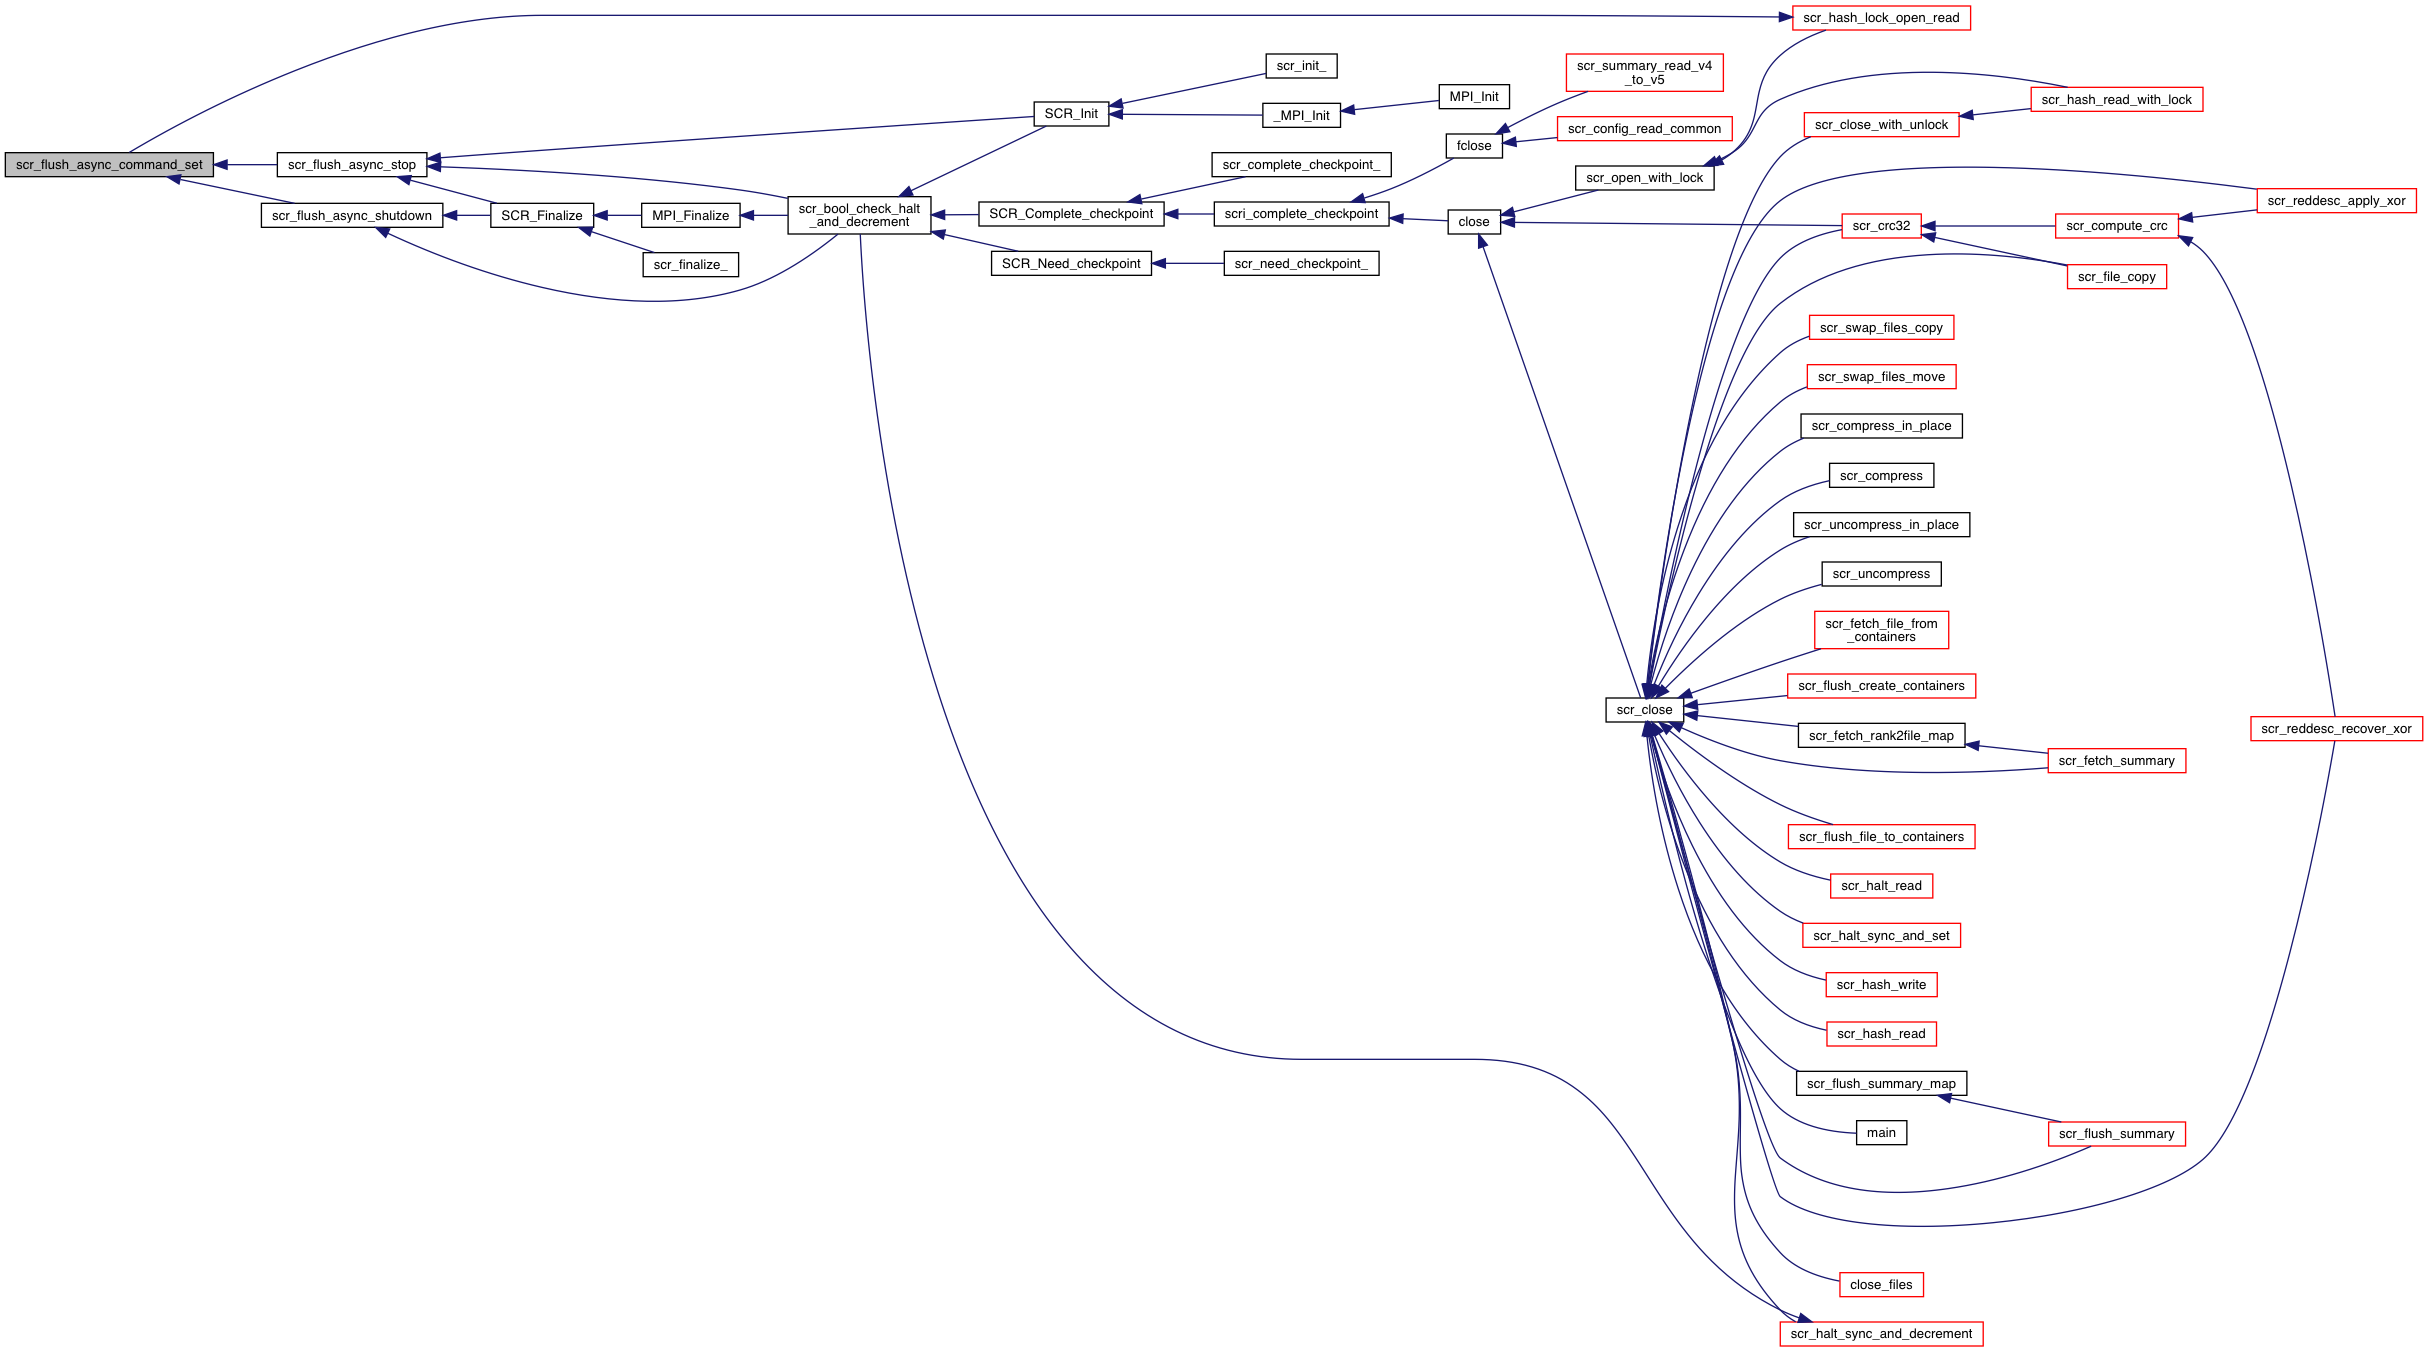 scr_hash_lock_open_read
scr_init_
scr_summary_read_v4
_to_v5
MPI_Init
scr_hash_read_with_lock
SCR_Init
_MPI_Init
scr_config_read_common
scr_close_with_unlock
fclose
scr_flush_async_command_set
scr_flush_async_stop
scr_complete_checkpoint_
scr_open_with_lock
scr_reddesc_apply_xor
scr_flush_async_shutdown
SCR_Finalize
MPI_Finalize
scr_bool_check_halt
_and_decrement
SCR_Complete_checkpoint
scri_complete_checkpoint
close
scr_crc32
scr_compute_crc
scr_finalize_
SCR_Need_checkpoint
scr_need_checkpoint_
scr_file_copy
scr_swap_files_copy
scr_swap_files_move
scr_compress_in_place
scr_compress
scr_uncompress_in_place
scr_uncompress
scr_fetch_file_from
_containers
scr_flush_create_containers
scr_close
scr_fetch_rank2file_map
scr_reddesc_recover_xor
scr_fetch_summary
scr_flush_file_to_containers
scr_halt_read
scr_halt_sync_and_set
scr_hash_write
scr_hash_read
scr_flush_summary_map
main
scr_flush_summary
close_files
scr_halt_sync_and_decrement